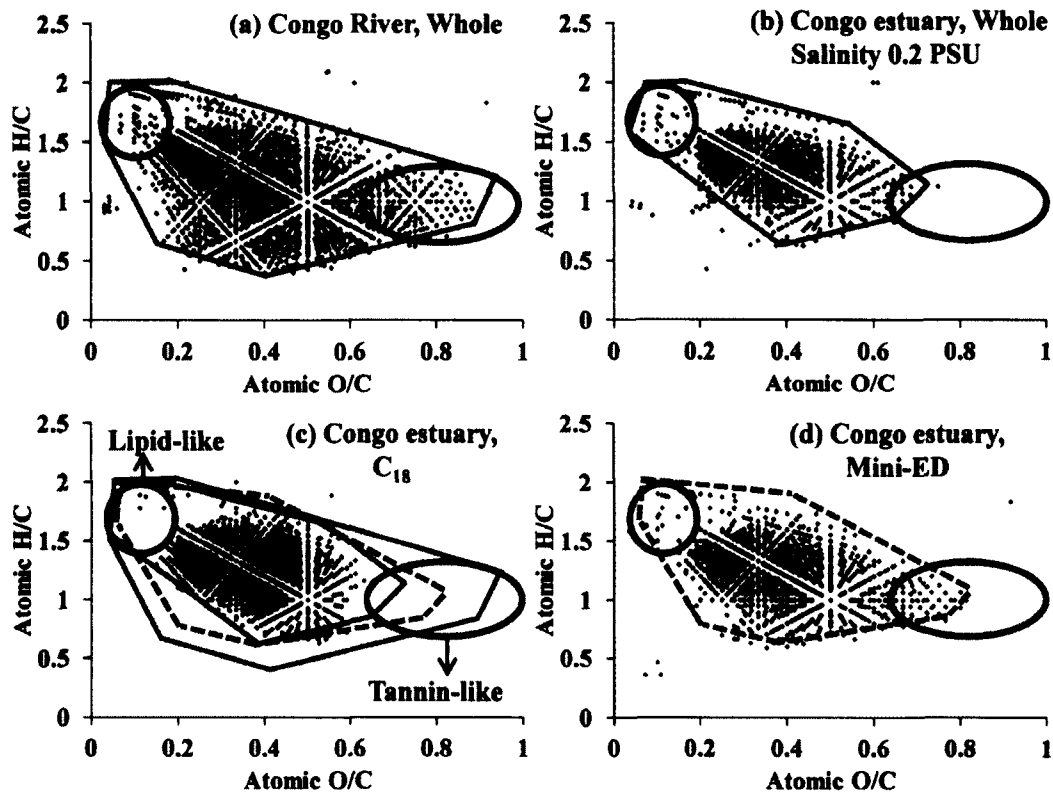 (a) Congo River, Whole
2.5
2
1.5
1
0.5
0
Atomic H/C
0 0.2 0.4 0.6 0.8 1
Atomic O/C
(b) Congo estuary, Whole
Salinity 0.2 PSU
2.5
2
1.5
1
0.5
0
Atomic H/C
0 0.2 0.4 0.6 0.8 1
Atomic O/C
(c) Congo estuary,
C18
Lipid-like
Tannin-like
2.5
2
1.5
1
0.5
0
Atomic H/C
0 0.2 0.4 0.6 0.8 1
Atomic O/C
(d) Congo estuary,
Mini-ED
2.5
2
1.5
1
0.5
0
Atomic H/C
0 0.2 0.4 0.6 0.8 1
Atomic O/C